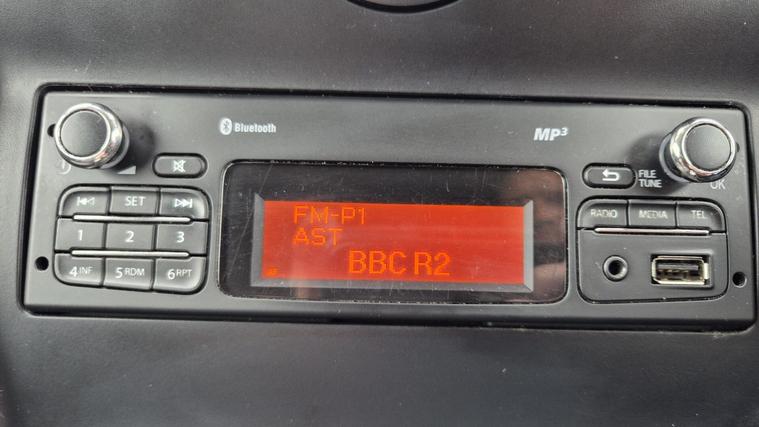 Bluetooth
MP3
FILE
TUNE
OK
SET
RADIO
MEDIA
TEL
1
2
3
4 INF
5 RDM
6 RPT
FM-P1
AST
BBC R2